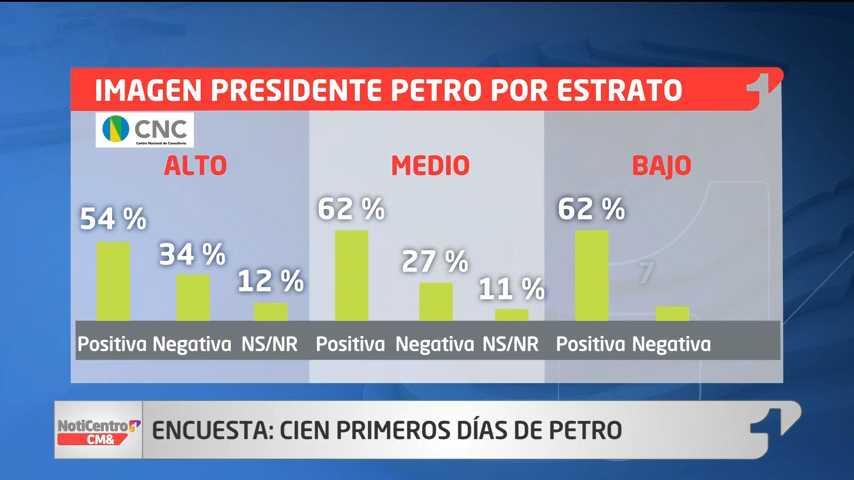 IMAGEN PRESIDENTE PETRO POR ESTRATO
CNC
Centro Nacional de Consultoría
ALTO
MEDIO
BAJO
54 %
34 %
12 %
62 %
27 %
11 %
62 %
7
Positiva Negativa NS/NR
Positiva Negativa NS/NR
Positiva Negativa
NotiCentro 1
CM&
ENCUESTA: CIEN PRIMEROS DÍAS DE PETRO
1